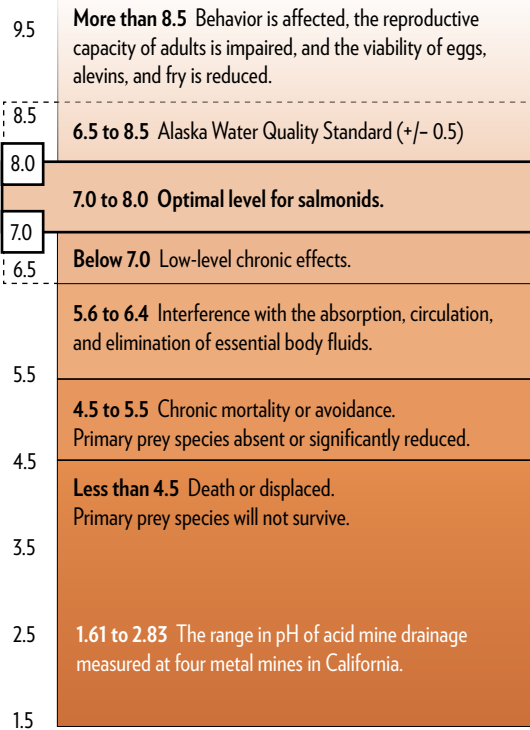 9.5
More than 8.5 Behavior is affected, the reproductive
capacity of adults is impaired, and the viability of eggs,
alevins, and fry is reduced.
8.5
6.5 to 8.5 Alaska Water Quality Standard (+/– 0.5)
8.0
7.0 to 8.0 Optimal level for salmonids.
7.0
Below 7.0 Low-level chronic effects.
6.5
5.6 to 6.4 Interference with the absorption, circulation,
and elimination of essential body fluids.
5.5
4.5 to 5.5 Chronic mortality or avoidance.
Primary prey species absent or significantly reduced.
4.5
Less than 4.5 Death or displaced.
Primary prey species will not survive.
3.5
2.5
1.61 to 2.83 The range in pH of acid mine drainage
measured at four metal mines in California.
1.5